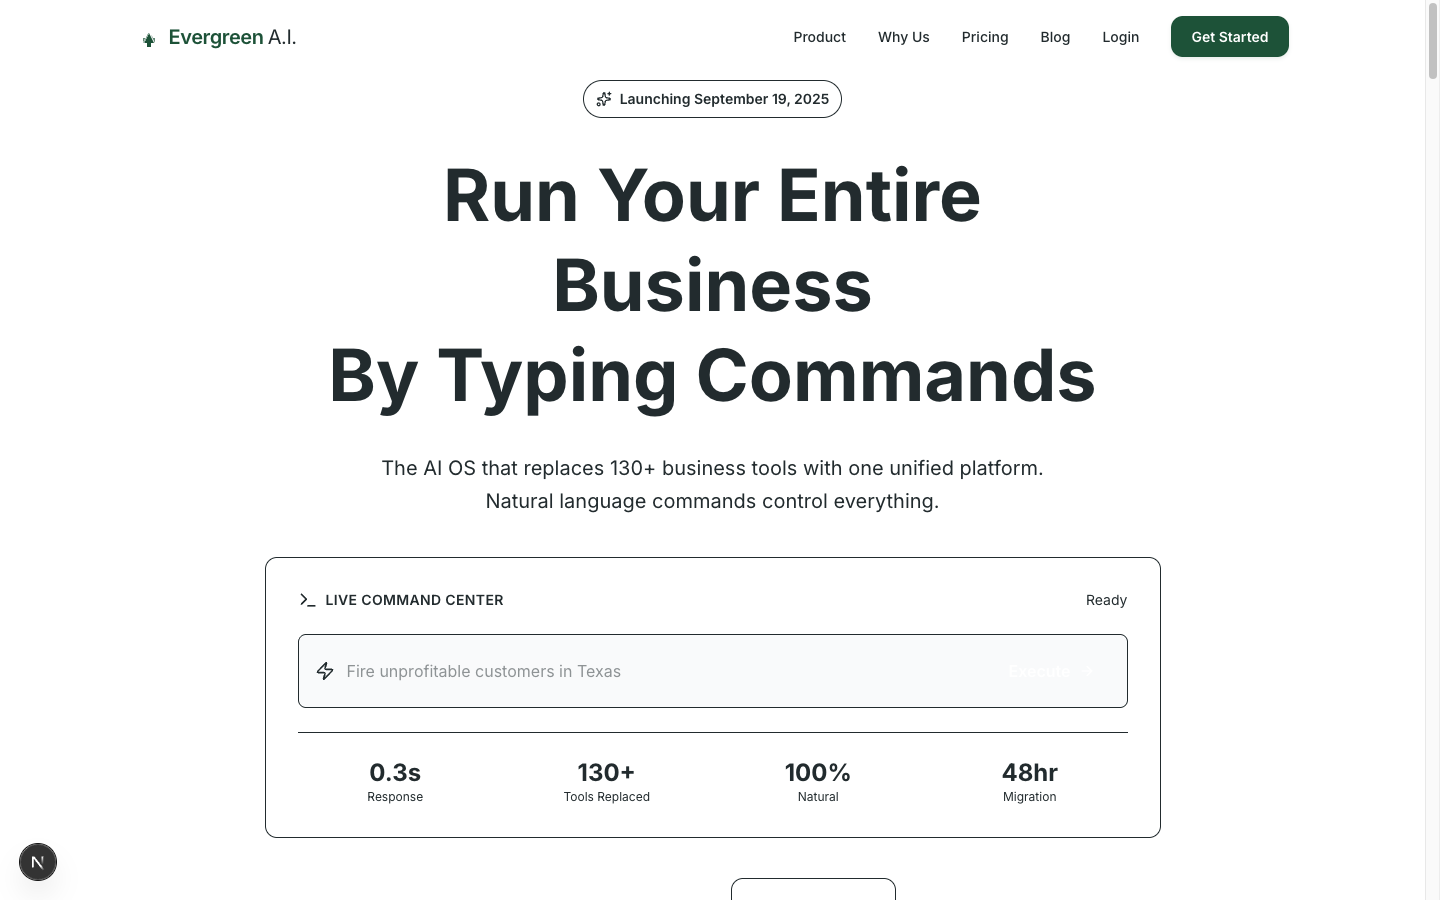 Evergreen A.I.
Product
Why Us
Pricing
Blog
Login
Get Started
Launching September 19, 2025
Run Your Entire
Business
By Typing Commands
The AI OS that replaces 130+ business tools with one unified platform.
Natural language commands control everything.
LIVE COMMAND CENTER
Ready
Fire unprofitable customers in Texas
Execute →
0.3s
Response
130+
Tools Replaced
100%
Natural
48hr
Migration
N